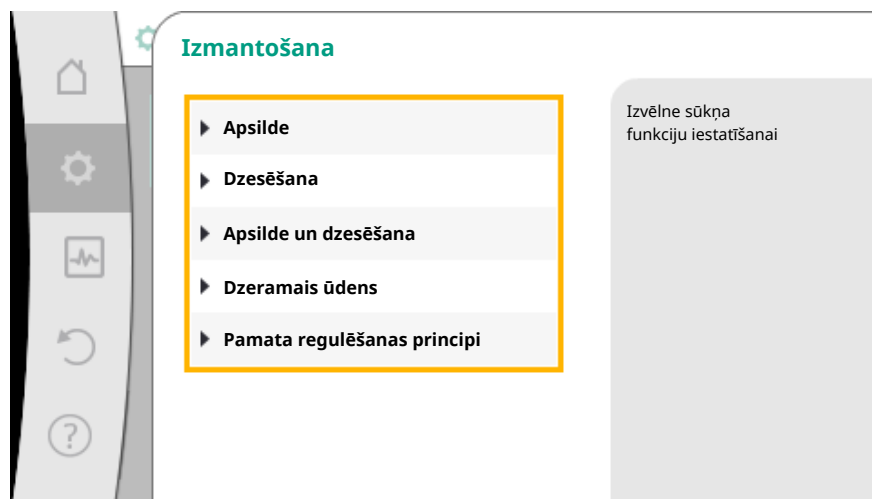 Izmantošana
Apsilde
Dzesēšana
Apsilde un dzesēšana
Dzeramais ūdens
Pamata regulēšanas principi
Izvēlne sūkņa
funkciju iestatīšanai
?